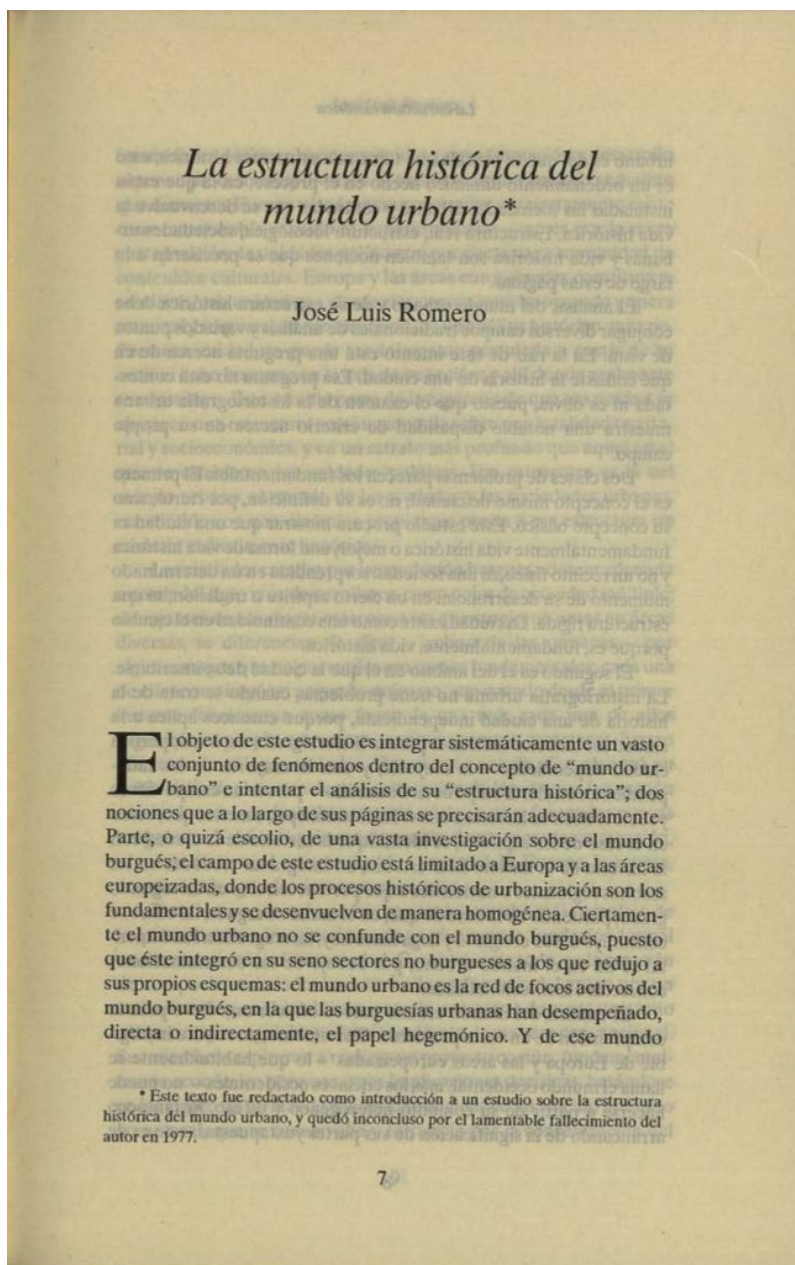 La estructura histórica del
mundo urbano*
José Luis Romero
El objeto de este estudio es integrar sistemáticamente un vasto
conjunto de fenómenos dentro del concepto de “mundo ur-
bano” e intentar el análisis de su “estructura histórica”; dos
nociones que a lo largo de sus páginas se precisarán adecuadamente.
Parte, o quizá escolio, de una vasta investigación sobre el mundo
burgués, el campo de este estudio está limitado a Europa y a las áreas
europeizadas, donde los procesos históricos de urbanización son los
fundamentales y se desenvuelven de manera homogénea. Ciertamen-
te el mundo urbano no se confunde con el mundo burgués, puesto
que éste integró en su seno sectores no burgueses a los que redujo a
sus propios esquemas: el mundo urbano es la red de focos activos del
mundo burgués, en la que las burguesías urbanas han desempeñado,
directa o indirectamente, el papel hegemónico. Y de ese mundo
* Este texto fue redactado como introducción a un estudio sobre la estructura
histórica del mundo urbano, y quedó inconcluso por el lamentable fallecimiento del
autor en 1977.
7